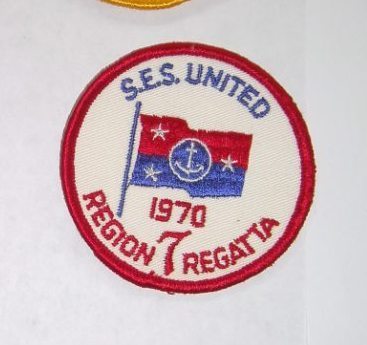 S.E.S. UNITED
1970
REGION 7 REGATTA